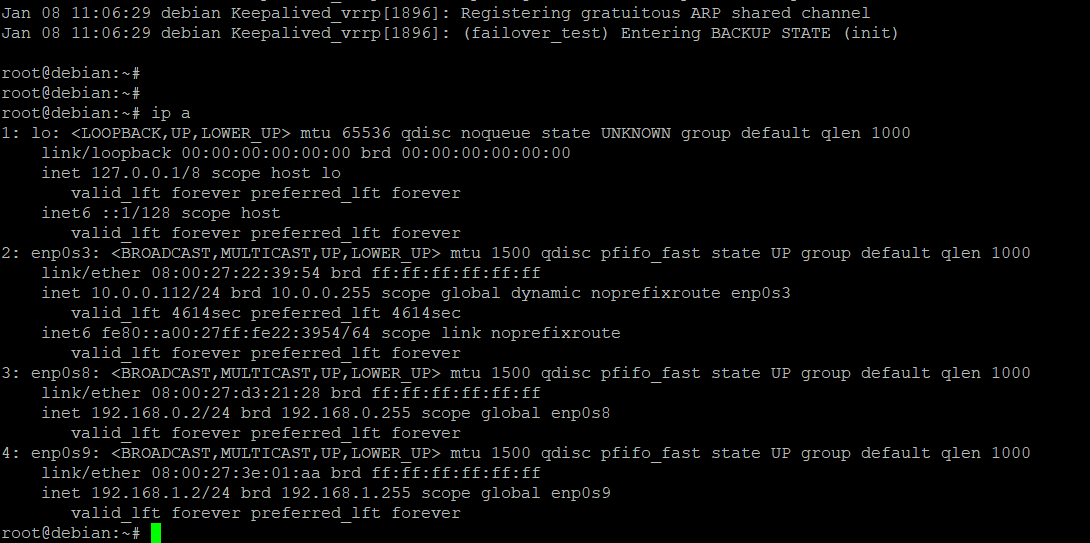 Jan 08 11:06:29 debian Keepalived_vrrp[1896]: Registering gratuitous ARP shared channel
Jan 08 11:06:29 debian Keepalived_vrrp[1896]: (failover_test) Entering BACKUP STATE (init)
root@debian:~#
root@debian:~#
root@debian:~# ip a
1: lo: <LOOPBACK,UP,LOWER_UP> mtu 65536 qdisc noqueue state UNKNOWN group default qlen 1000
    link/loopback 00:00:00:00:00:00 brd 00:00:00:00:00:00
    inet 127.0.0.1/8 scope host lo
       valid_lft forever preferred_lft forever
    inet6 ::1/128 scope host
       valid_lft forever preferred_lft forever
2: enp0s3: <BROADCAST,MULTICAST,UP,LOWER_UP> mtu 1500 qdisc pfifo_fast state UP group default qlen 1000
    link/ether 08:00:27:22:39:54 brd ff:ff:ff:ff:ff:ff
    inet 10.0.0.112/24 brd 10.0.0.255 scope global dynamic noprefixroute enp0s3
       valid_lft 4614sec preferred_lft 4614sec
    inet6 fe80::a00:27ff:fe22:3954/64 scope link noprefixroute
       valid_lft forever preferred_lft forever
3: enp0s8: <BROADCAST,MULTICAST,UP,LOWER_UP> mtu 1500 qdisc pfifo_fast state UP group default qlen 1000
    link/ether 08:00:27:d3:21:28 brd ff:ff:ff:ff:ff:ff
    inet 192.168.0.2/24 brd 192.168.0.255 scope global enp0s8
       valid_lft forever preferred_lft forever
4: enp0s9: <BROADCAST,MULTICAST,UP,LOWER_UP> mtu 1500 qdisc pfifo_fast state UP group default qlen 1000
    link/ether 08:00:27:3e:01:aa brd ff:ff:ff:ff:ff:ff
    inet 192.168.1.2/24 brd 192.168.1.255 scope global enp0s9
       valid_lft forever preferred_lft forever
root@debian:~#